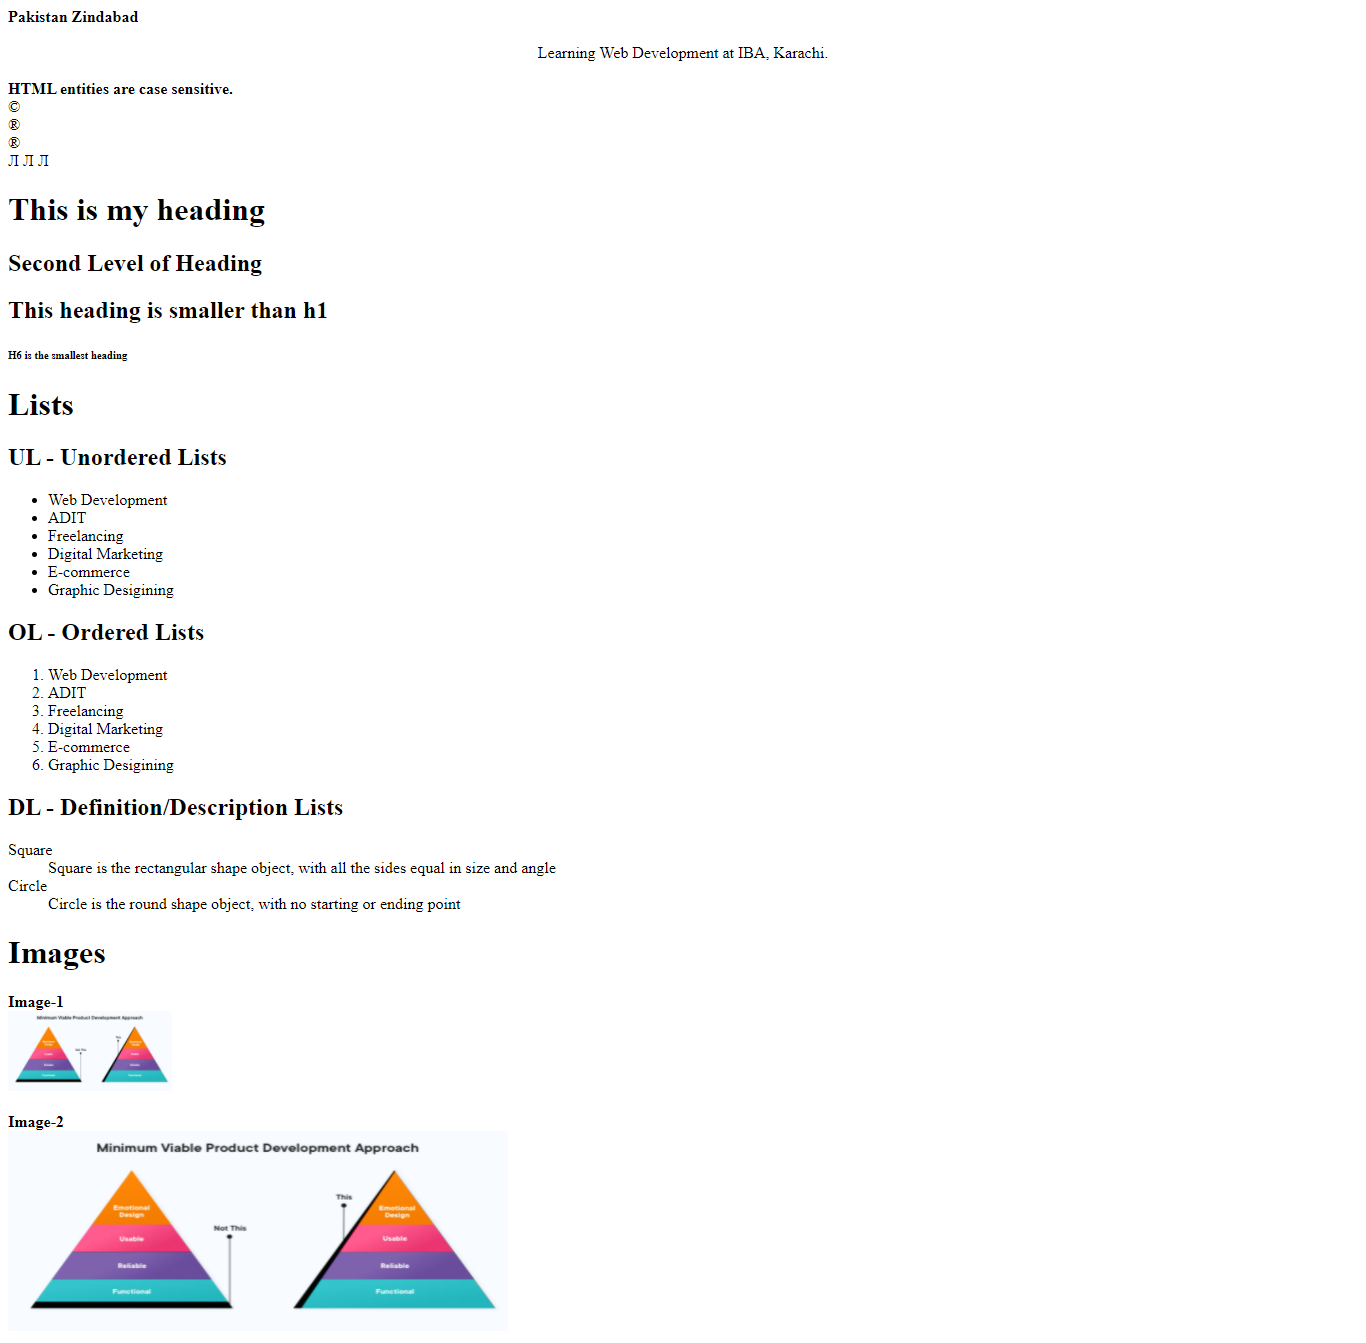 Pakistan Zindabad
Learning Web Development at IBA, Karachi.
HTML entities are case sensitive.
©
®
®
Л Л Л
This is my heading
Second Level of Heading
This heading is smaller than h1
H6 is the smallest heading
Lists
UL - Unordered Lists
• Web Development
• ADIT
• Freelancing
• Digital Marketing
• E-commerce
• Graphic Desigining
OL - Ordered Lists
1. Web Development
2. ADIT
3. Freelancing
4. Digital Marketing
5. E-commerce
6. Graphic Desigining
DL - Definition/Description Lists
Square
Square is the rectangular shape object, with all the sides equal in size and angle
Circle
Circle is the round shape object, with no starting or ending point
Images
Image-1
Minimum Viable Product Development Approach
Image-2
Minimum Viable Product Development Approach
Emotional
Design
Usable
Reliable
Functional
Not This
This
Emotional
Design
Usable
Reliable
Functional